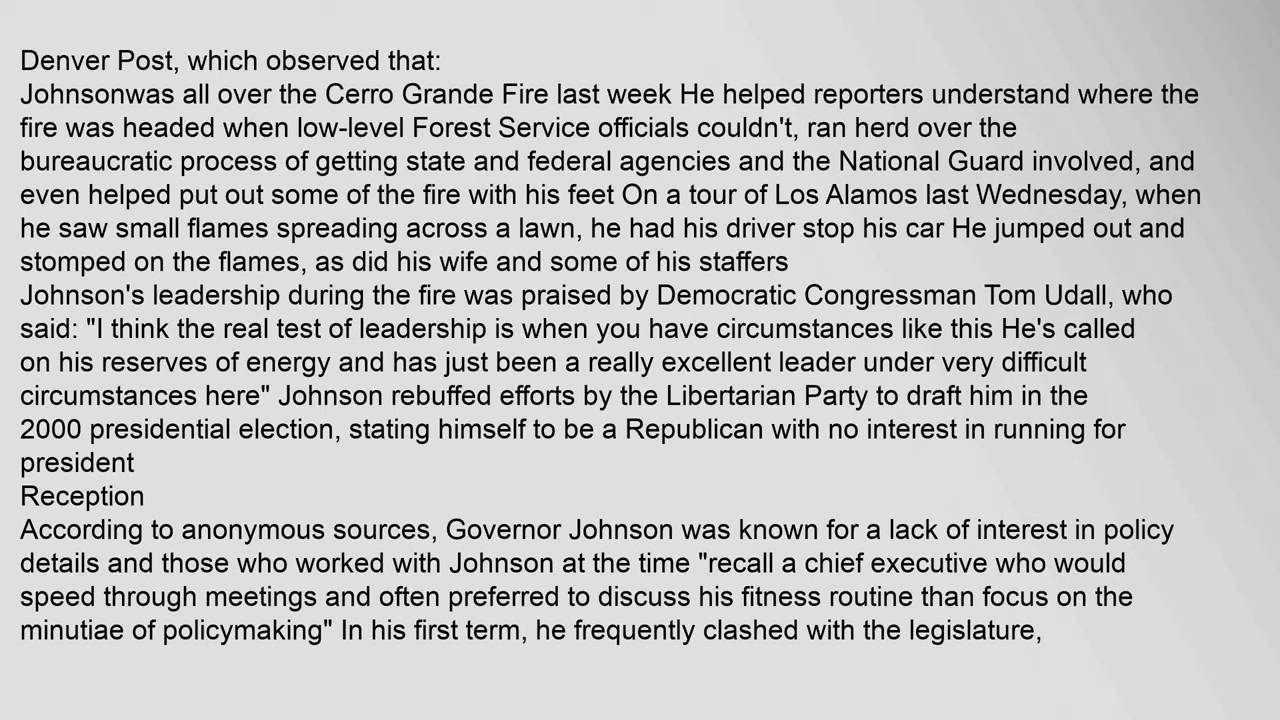 Denver Post, which observed that:
Johnsonwas all over the Cerro Grande Fire last week He helped reporters understand where the
fire was headed when low-level Forest Service officials couldn't, ran herd over the
bureaucratic process of getting state and federal agencies and the National Guard involved, and
even helped put out some of the fire with his feet On a tour of Los Alamos last Wednesday, when
he saw small flames spreading across a lawn, he had his driver stop his car He jumped out and
stomped on the flames, as did his wife and some of his staffers
Johnson's leadership during the fire was praised by Democratic Congressman Tom Udall, who
said: "I think the real test of leadership is when you have circumstances like this He's called
on his reserves of energy and has just been a really excellent leader under very difficult
circumstances here" Johnson rebuffed efforts by the Libertarian Party to draft him in the
2000 presidential election, stating himself to be a Republican with no interest in running for
president
Reception
According to anonymous sources, Governor Johnson was known for a lack of interest in policy
details and those who worked with Johnson at the time "recall a chief executive who would
speed through meetings and often preferred to discuss his fitness routine than focus on the
minutiae of policymaking" In his first term, he frequently clashed with the legislature,